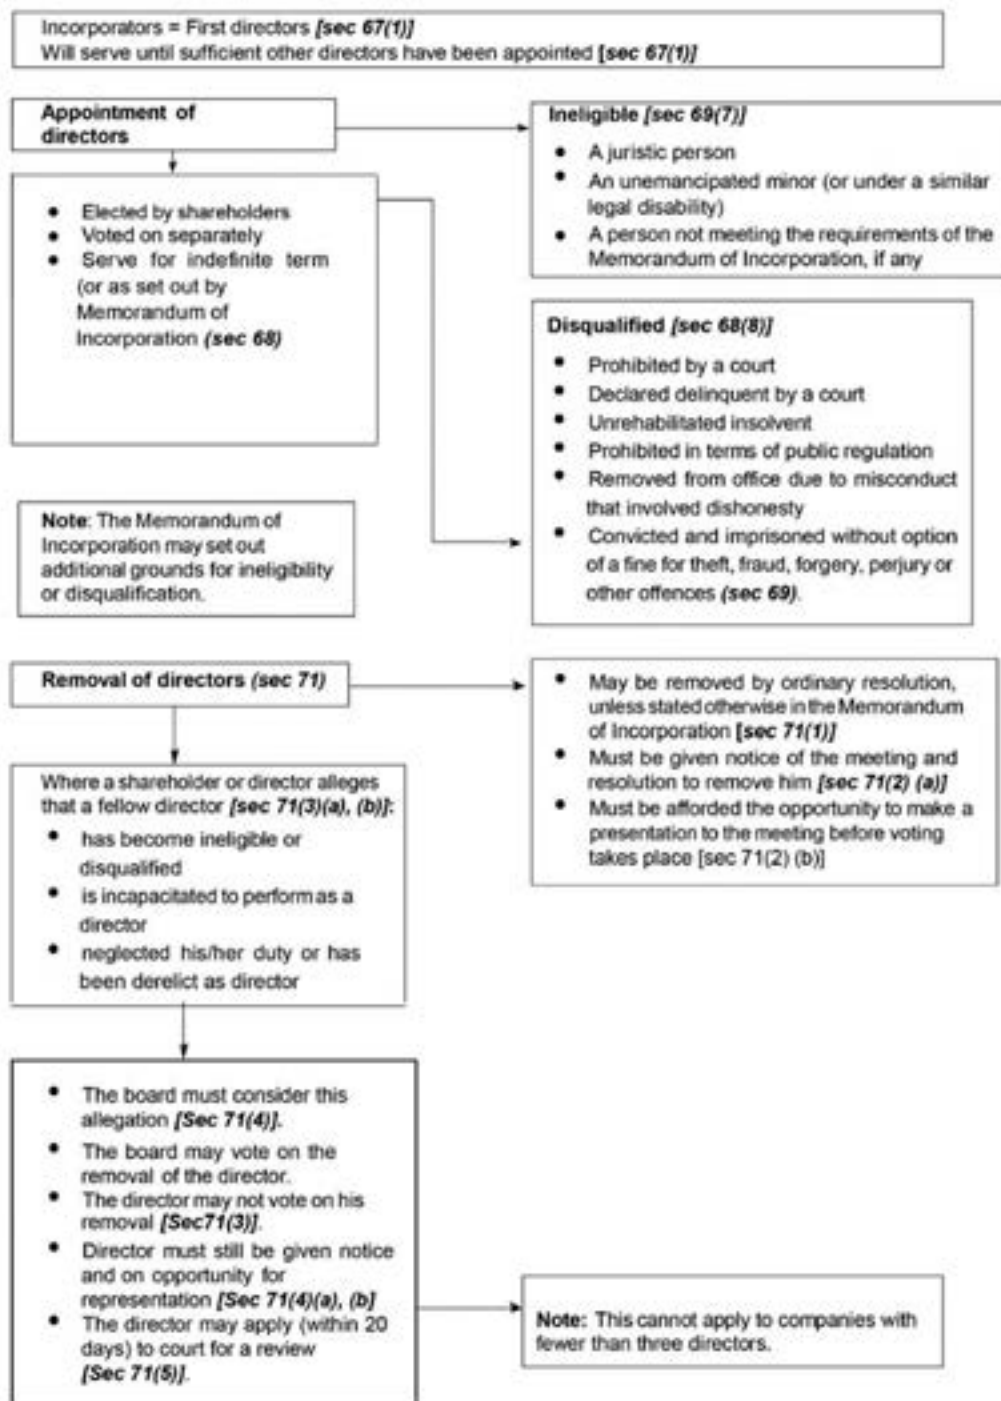 Incorporators = First directors [sec 67(1)]
Will serve until sufficient other directors have been appointed [sec 67(1)]
Appointment of
directors
Ineligible [sec 69(7)]
● A juristic person
● An unemancipated minor (or under a similar
legal disability)
● A person not meeting the requirements of the
Memorandum of Incorporation, if any
● Elected by shareholders
● Voted on separately
● Serve for indefinite term
(or as set out by
Memorandum of
Incorporation (sec 68)
Disqualified [sec 68(8)]
● Prohibited by a court
● Declared delinquent by a court
● Unrehabilitated insolvent
● Prohibited in terms of public regulation
● Removed from office due to misconduct
that involved dishonesty
● Convicted and imprisoned without option
of a fine for theft, fraud, forgery, perjury or
other offences (sec 69).
Note: The Memorandum of
Incorporation may set out
additional grounds for ineligibility
or disqualification.
Removal of directors (sec 71)
● May be removed by ordinary resolution,
unless stated otherwise in the Memorandum
of Incorporation [sec 71(1)]
● Must be given notice of the meeting and
resolution to remove him [sec 71(2) (a)]
● Must be afforded the opportunity to make a
presentation to the meeting before voting
takes place [sec 71(2) (b)]
Where a shareholder or director alleges
that a fellow director [sec 71(3)(a), (b)]:
● has become ineligible or
disqualified
● is incapacitated to perform as a
director
● neglected his/her duty or has
been derelict as director
● The board must consider this
allegation [Sec 71(4)].
● The board may vote on the
removal of the director.
● The director may not vote on his
removal [Sec71(3)].
● Director must still be given notice
and on opportunity for
representation [Sec 71(4)(a), (b]
● The director may apply (within 20
days) to court for a review
[Sec 71(5)].
Note: This cannot apply to companies with
fewer than three directors.